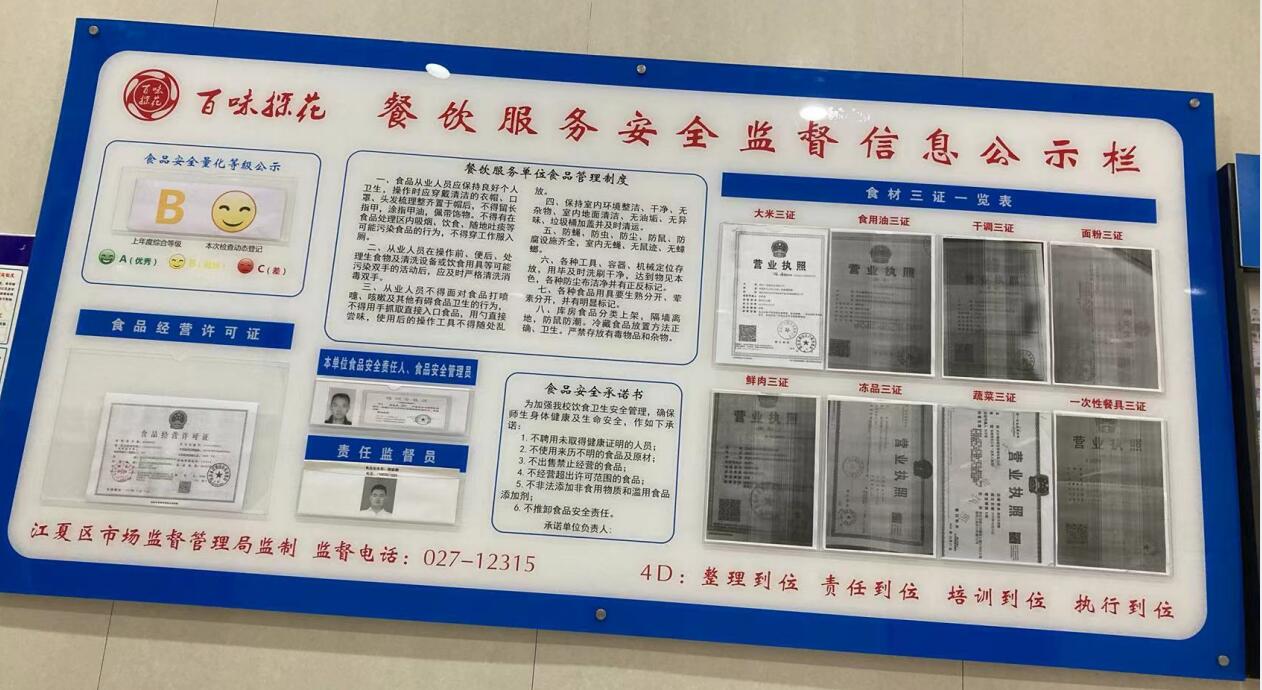 百味探花
百味探花
餐饮服务安全监督信息公示栏
食品安全量化等级公示
B
上年度综合等级
本次检查动态登记
A（优秀）
B
C（差）
食品经营许可证
食品经营许可证
餐饮服务单位食品管理制度
一、食品从业人员应保持良好个人
卫生，操作时应穿戴清洁的衣帽、口
罩、头发梳理整齐置于帽后，不得留长
指甲，涂指甲油，佩带饰物。不得有在
食品处理区内吸烟，饮食，随地吐痰等
可能污染食品的行为，不得穿工作服入
厕。
二、从业人员在操作前、便后、处
理生食物及清洗设备或饮食用具等可能
污染双手的活动后，应及时严格清洗消
毒双手。
三、从业人员不得面对食品打喷
嚏、咳嗽及其他有碍食品卫生的行为，
不得用手抓取直接入口食品，用勺直接
尝味，使用后的操作工具不得随处乱
放。
四、保持室内环境整洁、干净、无
杂物，室内地面清洁、无油垢、无异
味、垃圾桶加盖并及时清运。
五、防蝇、防虫、防尘、防鼠、防
腐设施齐全，室内无蝇、无鼠迹、无蟑
螂。
六、各种工具、容器、机械定位存
放，用毕及时洗刷干净，达到物见本
色，各种防尘布洁净并有正反标记。
七、各种食品用具要生熟分开、荤
素分开，并有明显标记。
八、库房食品分类上架，隔墙离
地，防鼠防潮。冷藏食品放置方法正
确、卫生。严禁存放有毒物品和杂物。
本单位食品安全责任人、食品安全管理员
责任监督员
食品安全承诺书
为加强我校饮食卫生安全管理，确保
师生身体健康及生命安全，作如下承
诺：
1. 不聘用未取得健康证明的人员；
2. 不使用来历不明的食品及原材；
3. 不出售禁止经营的食品；
4. 不经营超出许可范围的食品；
5. 不非法添加非食用物质和滥用食品
添加剂；
6. 不推卸食品安全责任。
承诺单位负责人：
食材三证一览表
大米三证
食用油三证
干调三证
面粉三证
营业执照
营业执照
营业执照
鲜肉三证
冻品三证
蔬菜三证
一次性餐具三证
营业执照
营业执照
营业执照
营业执照
江夏区市场监督管理局监制 监督电话：027-12315
4D：整理到位 责任到位 培训到位 执行到位